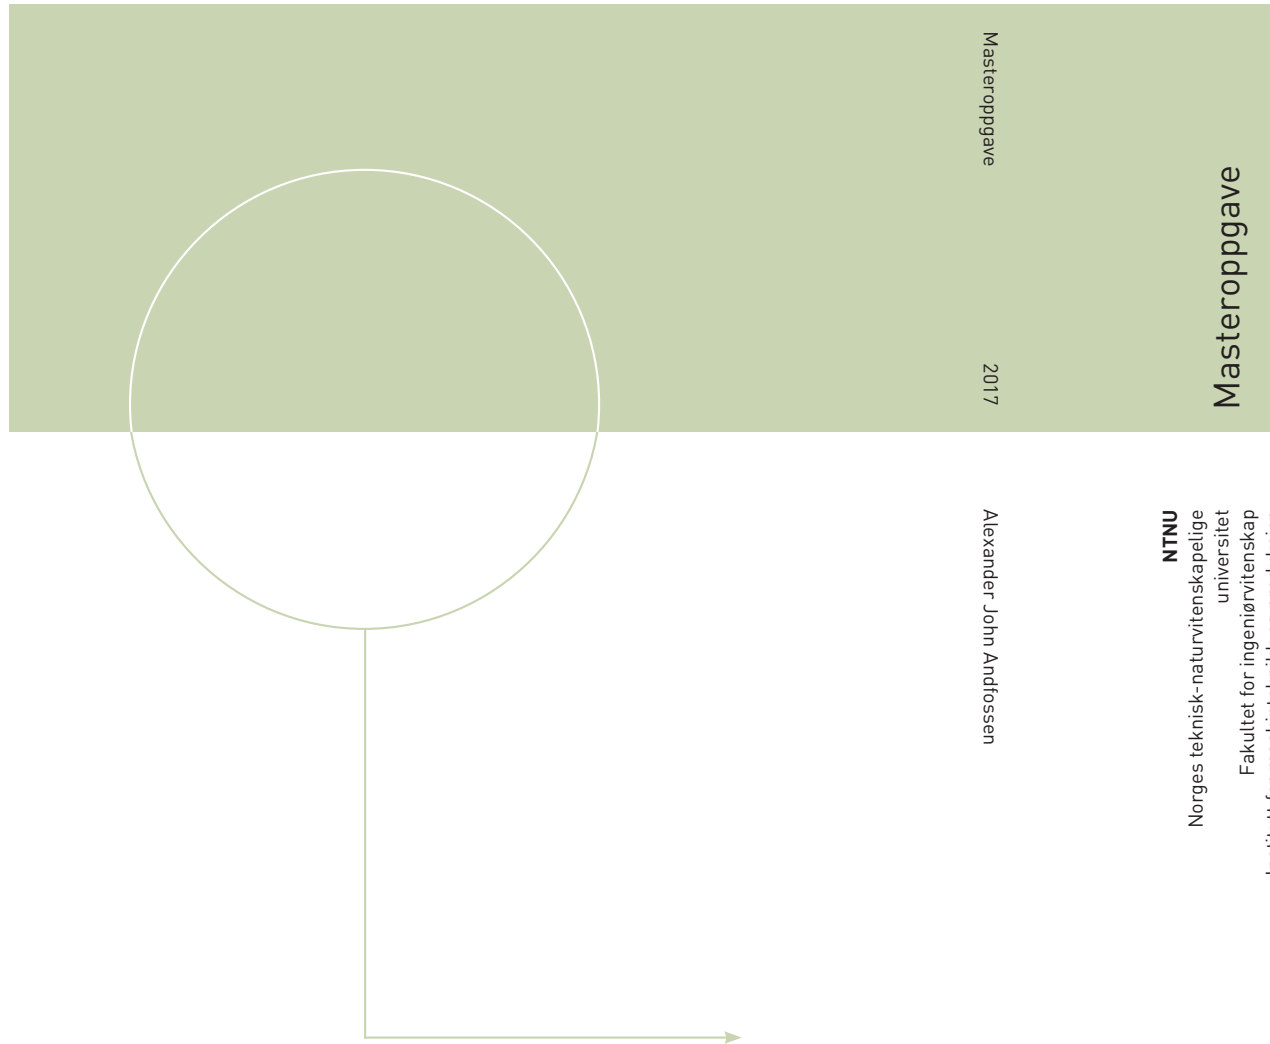 Masteroppgave
2017
Alexander John Andfossen
Masteroppgave
NTNU
Norges teknisk-naturvitenskapelige
universitet
Fakultet for ingeniørvitenskap